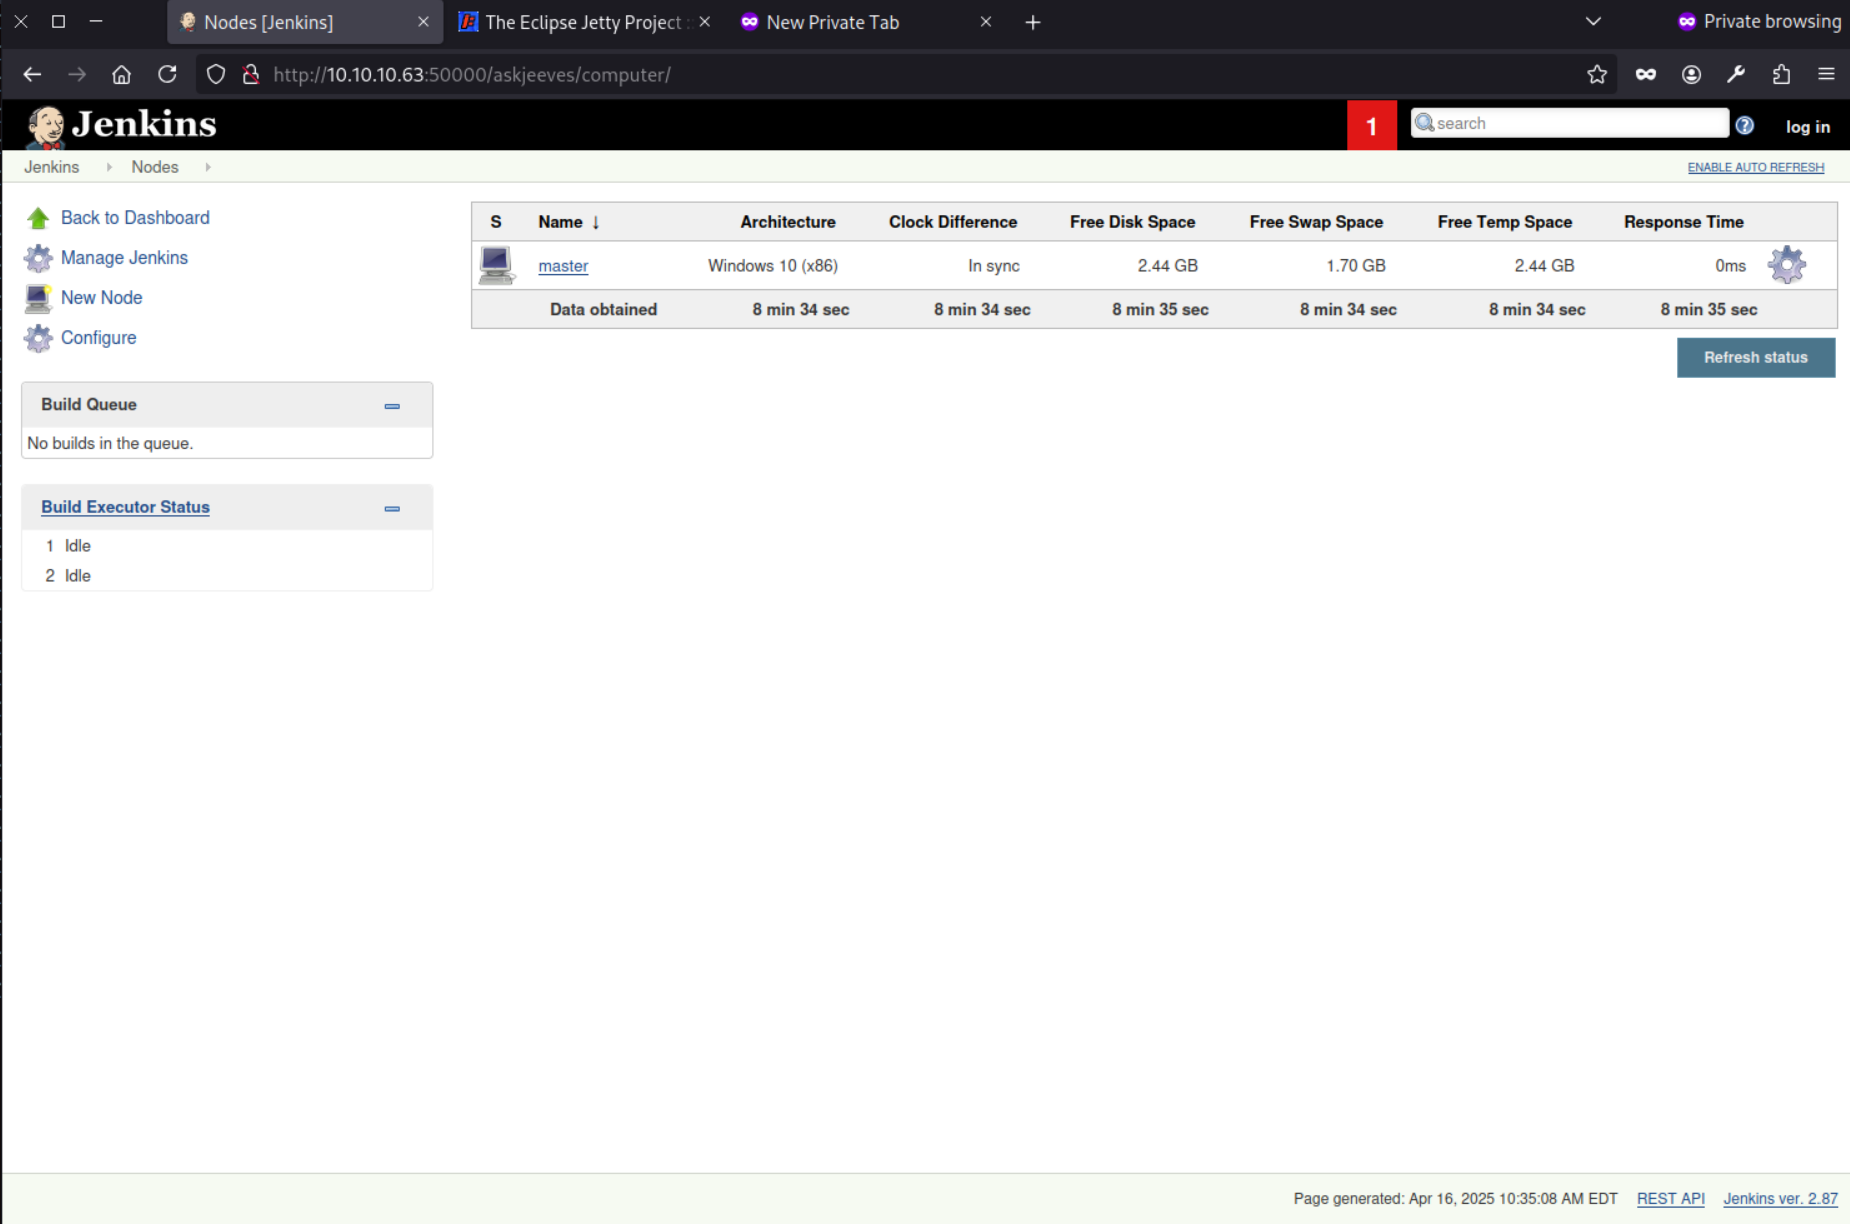 Nodes [Jenkins]
The Eclipse Jetty Project :
New Private Tab
Private browsing
http://10.10.10.63:50000/askjeeves/computer/
Jenkins
1
search
log in
Jenkins
Nodes
ENABLE AUTO REFRESH
Back to Dashboard
Manage Jenkins
New Node
Configure
S Name ↓ Architecture Clock Difference Free Disk Space Free Swap Space Free Temp Space Response Time
master Windows 10 (x86) In sync 2.44 GB 1.70 GB 2.44 GB 0ms
Data obtained 8 min 34 sec 8 min 34 sec 8 min 35 sec 8 min 34 sec 8 min 34 sec 8 min 35 sec
Refresh status
Build Queue
No builds in the queue.
Build Executor Status
1 Idle
2 Idle
Page generated: Apr 16, 2025 10:35:08 AM EDT REST API Jenkins ver. 2.87